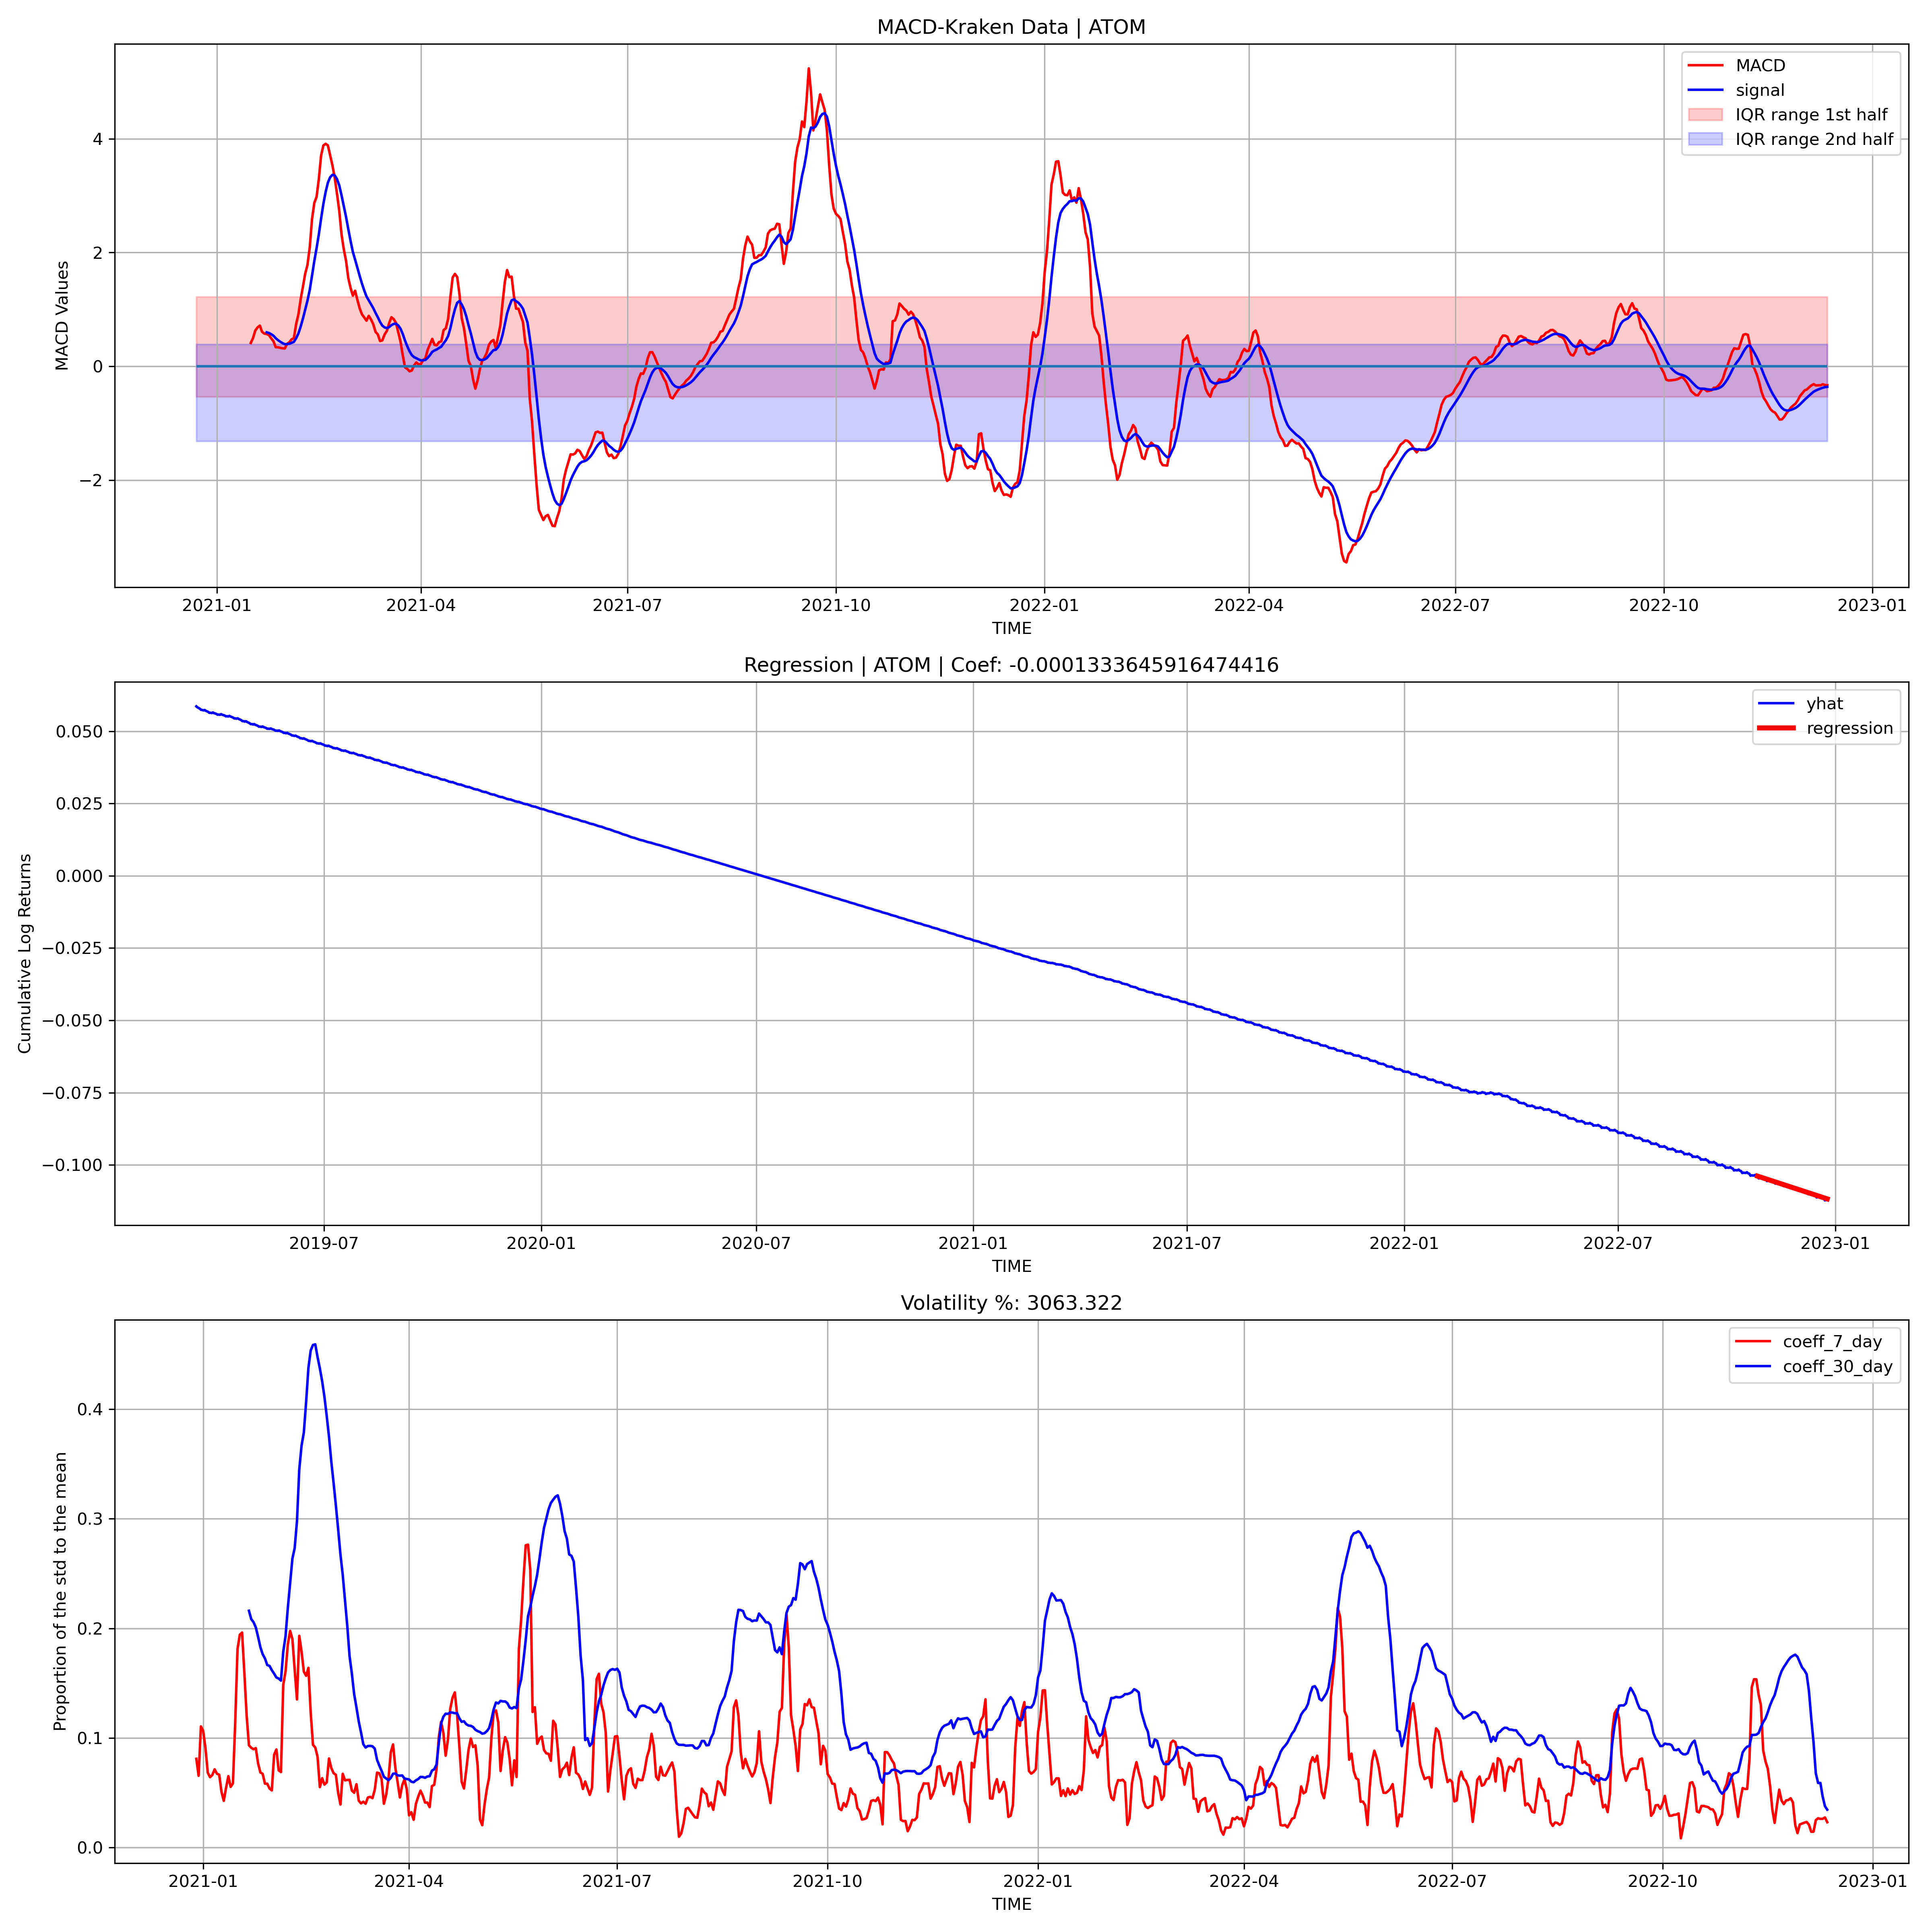 MACD-Kraken Data | ATOM
MACD
signal
IQR range 1st half
IQR range 2nd half
MACD Values
4
2
0
−2
2021-01
2021-04
2021-07
2021-10
2022-01
2022-04
2022-07
2022-10
2023-01
TIME
Regression | ATOM | Coef: -0.0001333645916474416
yhat
regression
Cumulative Log Returns
0.050
0.025
0.000
−0.025
−0.050
−0.075
−0.100
2019-07
2020-01
2020-07
2021-01
2021-07
2022-01
2022-07
2023-01
TIME
Volatility %: 3063.322
coeff_7_day
coeff_30_day
Proportion of the std to the mean
0.4
0.3
0.2
0.1
0.0
2021-01
2021-04
2021-07
2021-10
2022-01
2022-04
2022-07
2022-10
2023-01
TIME